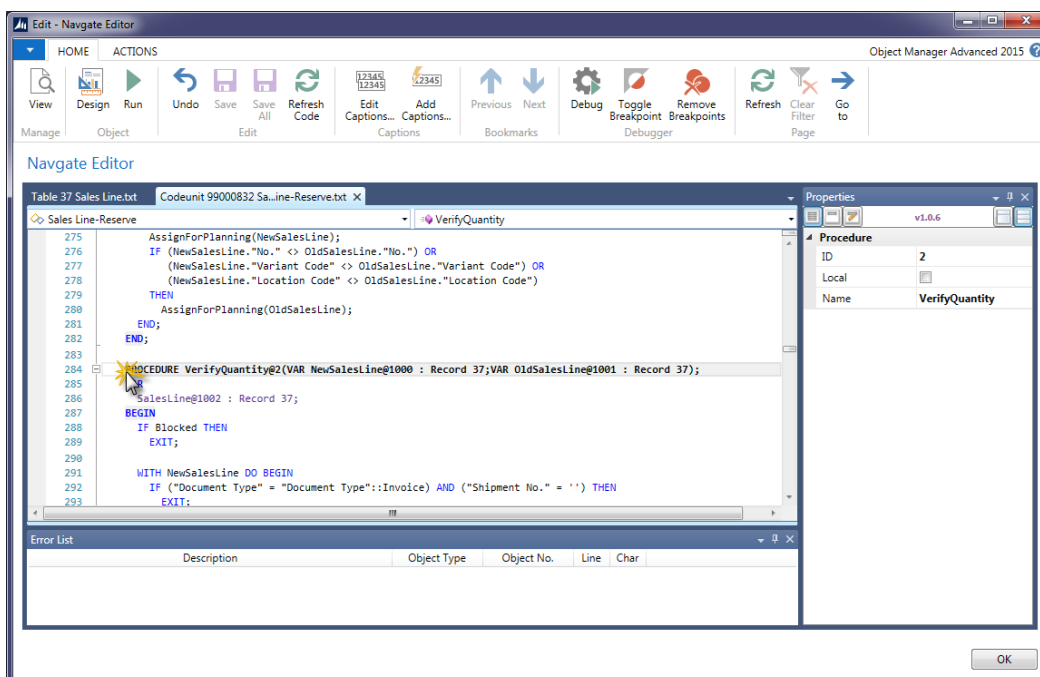 Edit - Navgate Editor
HOME ACTIONS Object Manager Advanced 2015
View Design Run Undo Save Save All Refresh Code 12345 12345 Edit Captions... 12345 Add Captions... Previous Next Debug Toggle Breakpoint Remove Breakpoints Refresh Clear Filter Go to
Manage Object Edit Captions Bookmarks Debugger Page
Navgate Editor
Table 37 Sales Line.txt Codeunit 99000832 Sa...ine-Reserve.txt Properties
Sales Line-Reserve VerifyQuantity v1.0.6
275 AssignForPlanning(NewSalesLine);
276 IF (NewSalesLine."No." <> OldSalesLine."No.") OR
277 (NewSalesLine."Variant Code" <> OldSalesLine."Variant Code") OR
278 (NewSalesLine."Location Code" <> OldSalesLine."Location Code")
279 THEN
280 AssignForPlanning(OldSalesLine);
281 END;
282 END;
283
284 PROCEDURE VerifyQuantity@2(VAR NewSalesLine@1000 : Record 37;VAR OldSalesLine@1001 : Record 37);
285 R
286 SalesLine@1002 : Record 37;
287 BEGIN
288 IF Blocked THEN
289 EXIT;
290
291 WITH NewSalesLine DO BEGIN
292 IF ("Document Type" = "Document Type"::Invoice) AND ("Shipment No." = '') THEN
293 EXIT;
Procedure
ID 2
Local
Name VerifyQuantity
Error List
Description Object Type Object No. Line Char
OK